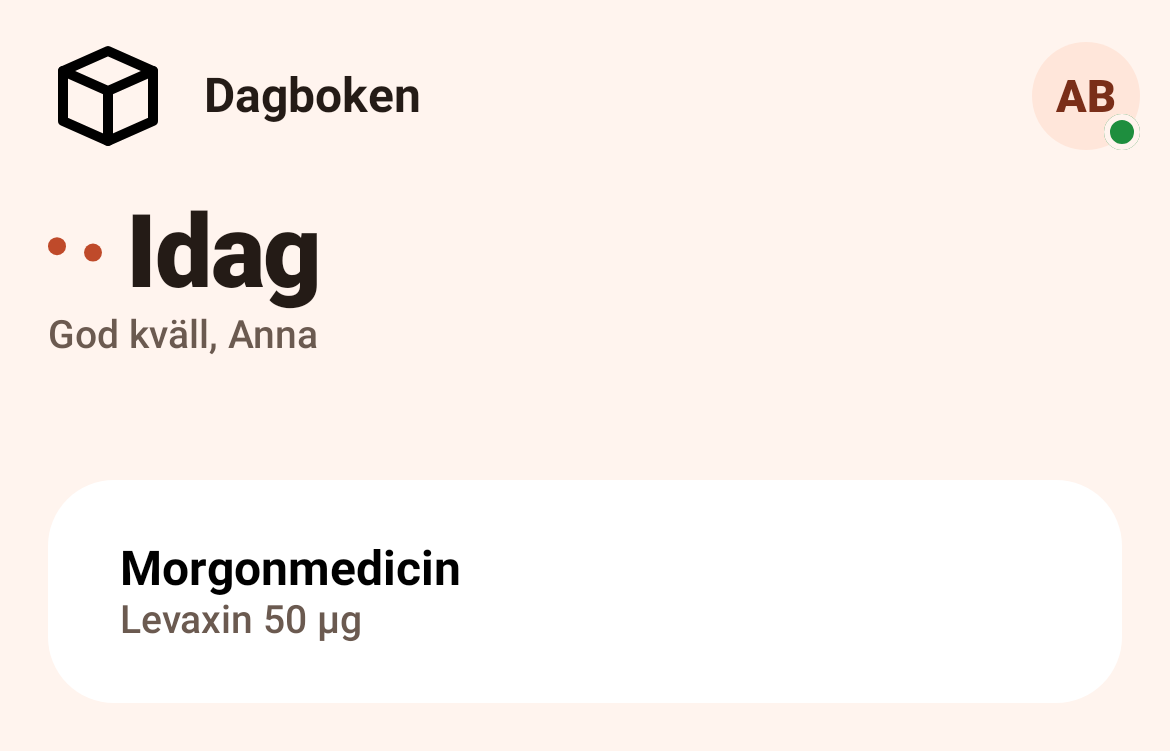 Dagboken
AB
Idag
God kväll, Anna
Morgonmedicin
Levaxin 50 µg